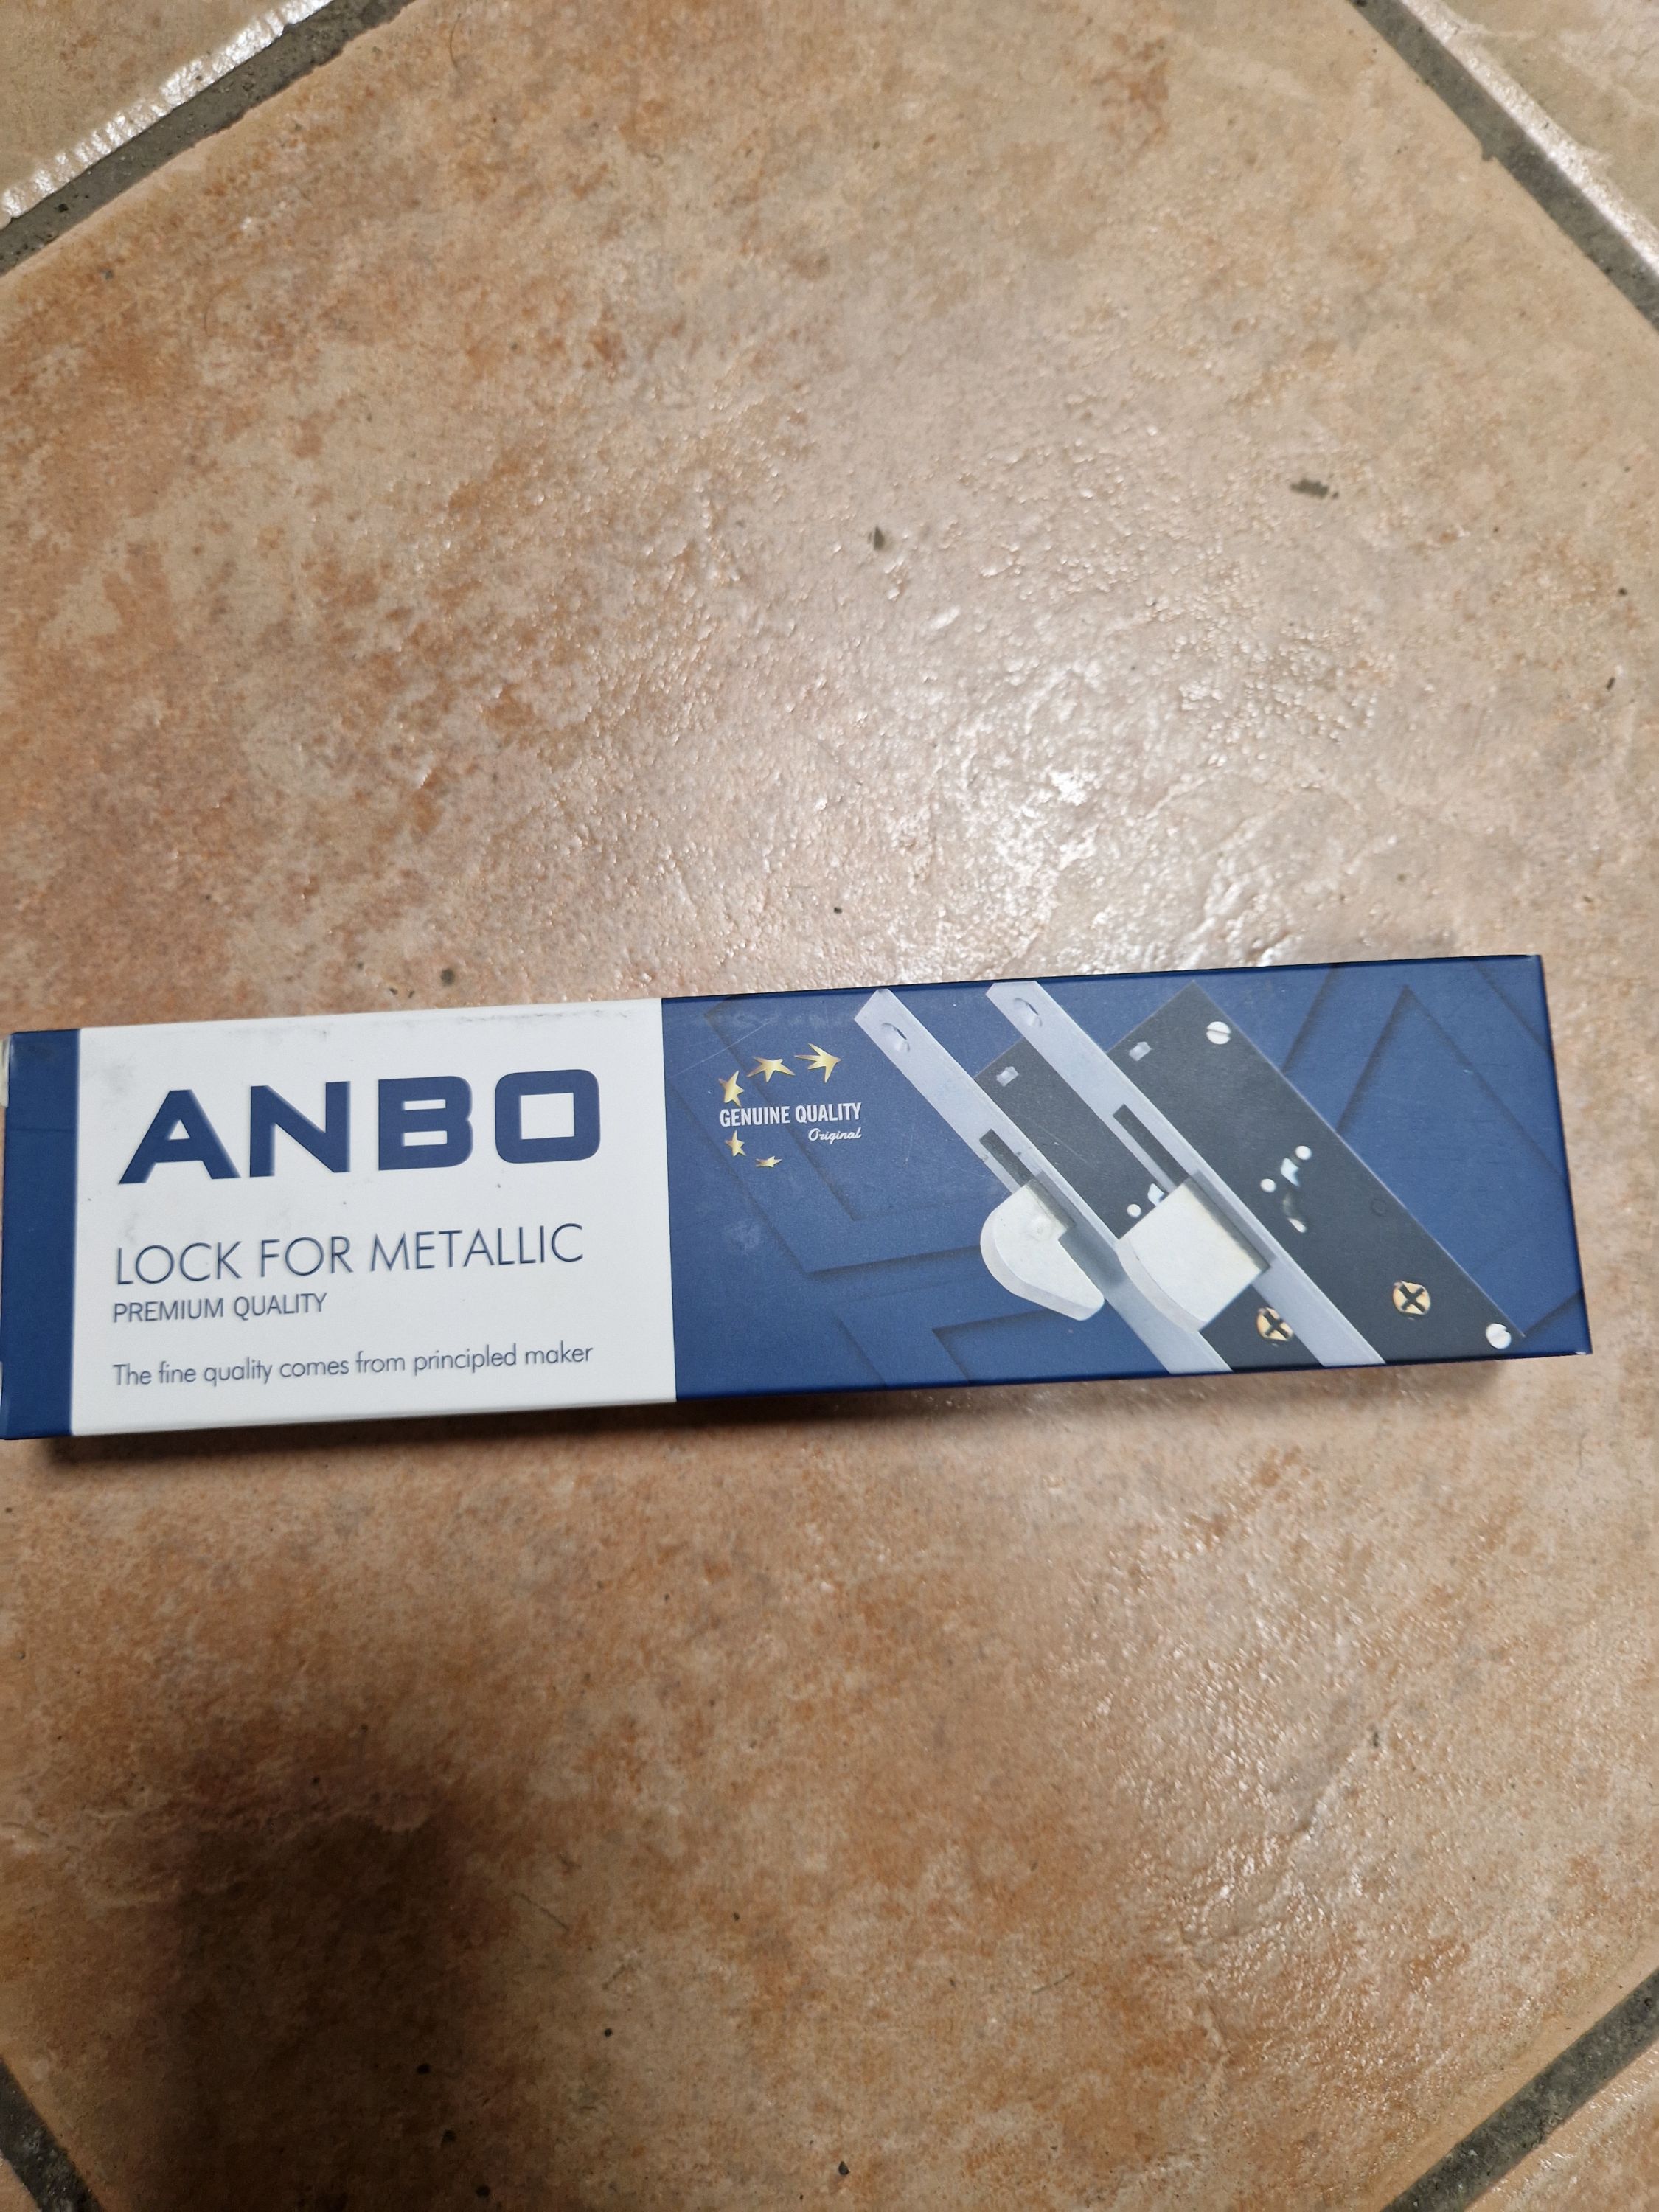 ANBO
LOCK FOR METALLIC
PREMIUM QUALITY
The fine quality comes from principled maker
GENUINE QUALITY
Original